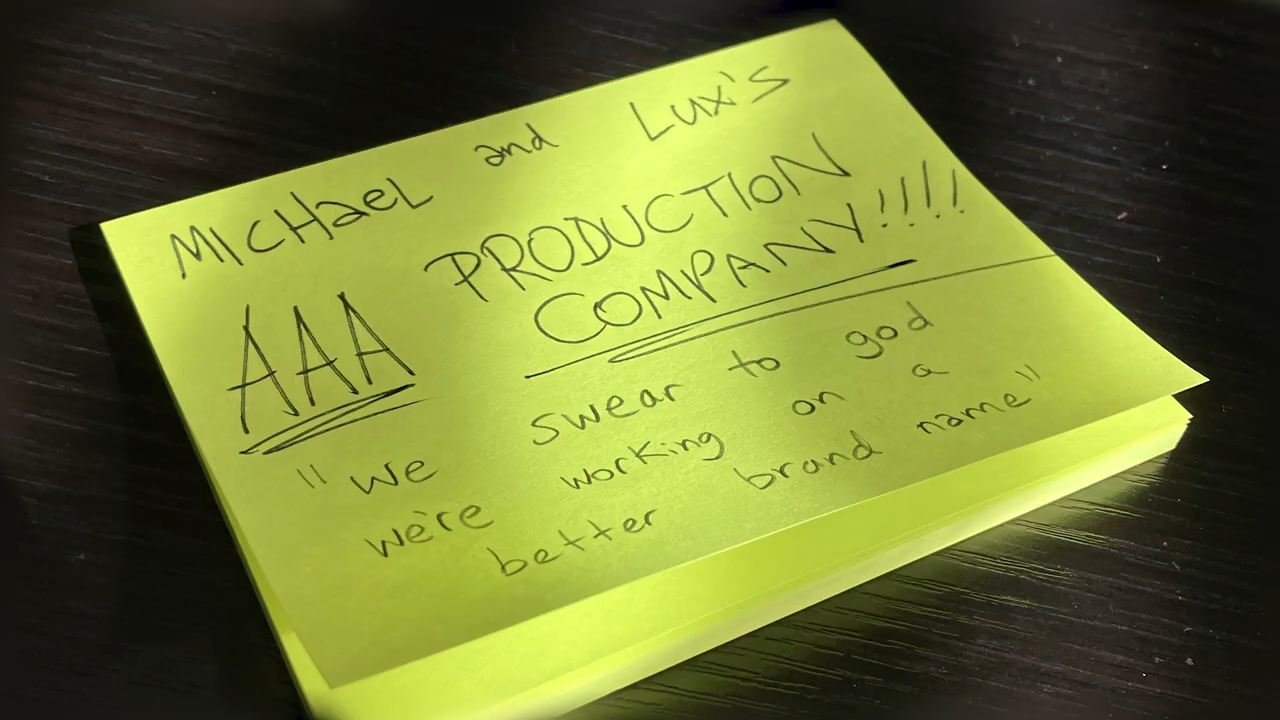 MICHaeL and Lux's
AAA PRODUCTION
COMPANY!!!!
"we swear to god
we're working on a
better brand name"